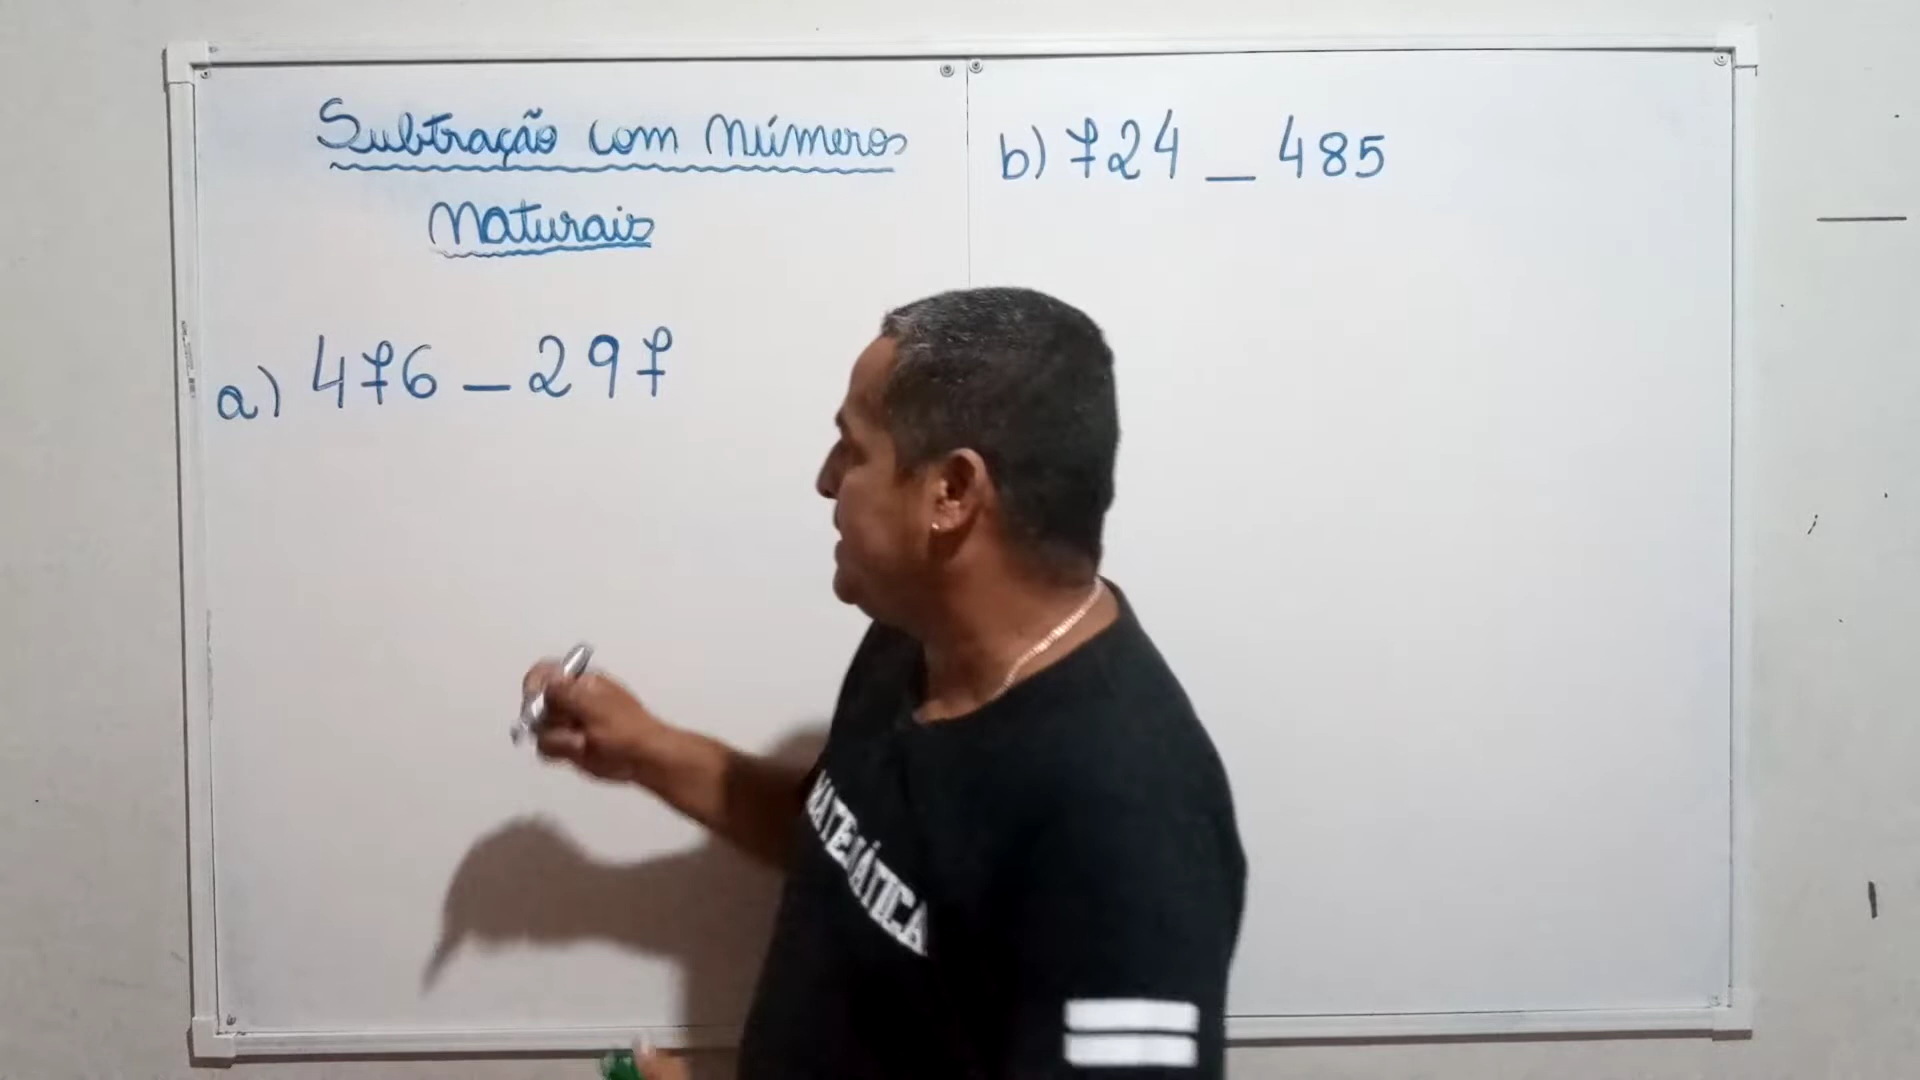 Subtração com Números
Naturais
a) 476 - 297
b) 724 - 485
MATEMÁTICA